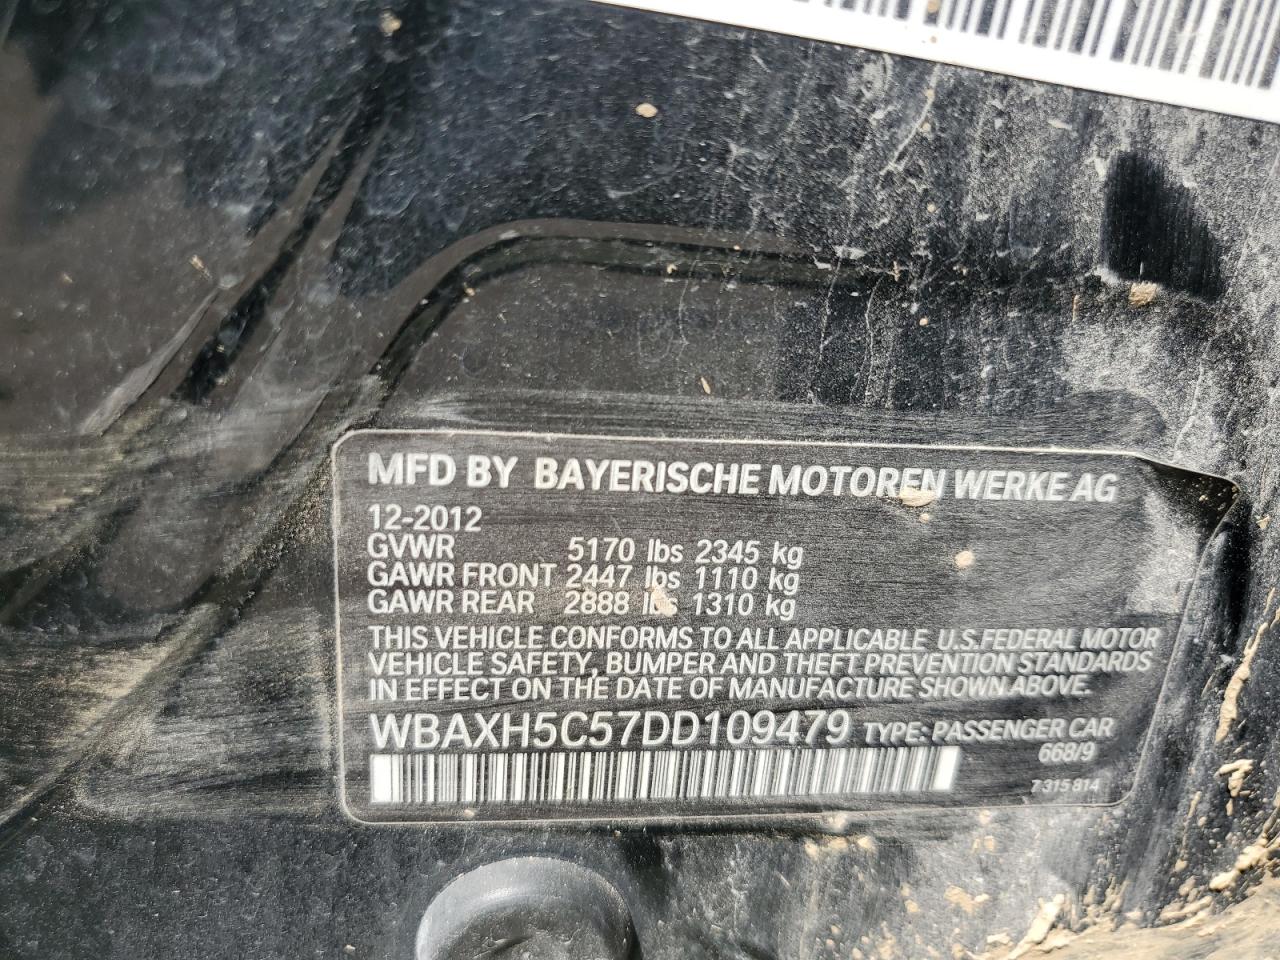 MFD BY BAYERISCHE MOTOREN WERKE AG
12-2012
GVWR 5170 lbs 2345 kg
GAWR FRONT 2447 lbs 1110 kg
GAWR REAR 2888 lbs 1310 kg
THIS VEHICLE CONFORMS TO ALL APPLICABLE U.S.FEDERAL MOTOR
VEHICLE SAFETY, BUMPER AND THEFT PREVENTION STANDARDS
IN EFFECT ON THE DATE OF MANUFACTURE SHOWN ABOVE.
WBAXH5C57DD109479 TYPE: PASSENGER CAR
668/9
7 315 814